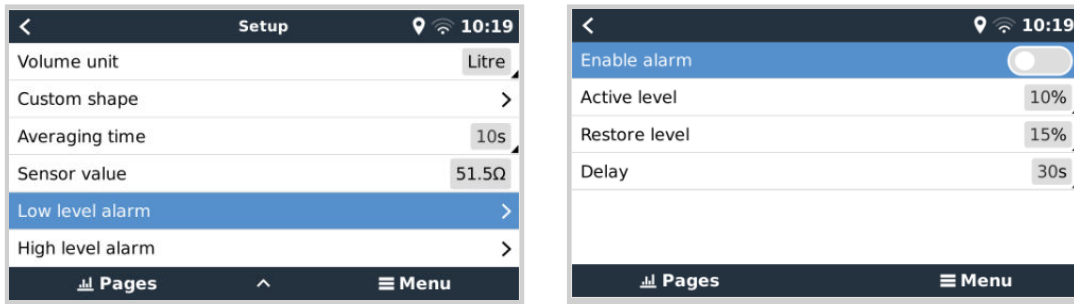 Setup 10:19
Volume unit Litre
Custom shape
Averaging time 10s
Sensor value 51.5Ω
Low level alarm
High level alarm
Pages Menu
10:19
Enable alarm
Active level 10%
Restore level 15%
Delay 30s
Pages Menu